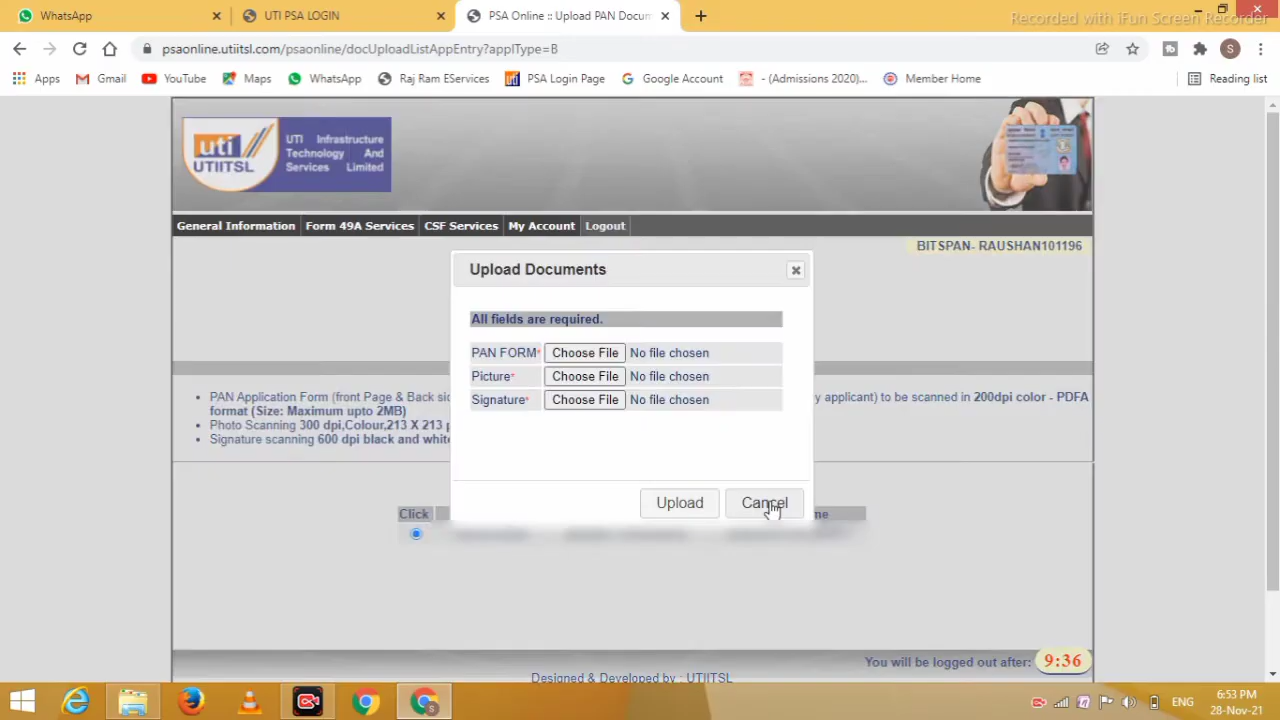 WhatsApp
UTI PSA LOGIN
PSA Online :: Upload PAN Docum
Recorded with iFun Screen Recorder
psaonline.utiitsl.com/psaonline/docUploadListAppEntry?applType=B
S
Apps
Gmail
YouTube
Maps
WhatsApp
Raj Ram EServices
PSA Login Page
Google Account
- (Admissions 2020)...
Member Home
Reading list
uti
UTIITSL
UTI Infrastructure
Technology And
Services Limited
General Information
Form 49A Services
CSF Services
My Account
Logout
BITSPAN- RAUSHAN101196
Upload Documents
All fields are required.
PAN FORM* Choose File No file chosen
Picture* Choose File No file chosen
Signature* Choose File No file chosen
Upload
Cancel
PAN Application Form (front Page & Back si
y applicant) to be scanned in 200dpi color - PDFA
format (Size: Maximum upto 2MB)
Photo Scanning 300 dpi,Colour,213 X 213 p
Signature scanning 600 dpi black and white
Click
me
You will be logged out after: 9:36
Designed & Developed by : UTIITSL
ENG
6:53 PM
28-Nov-21